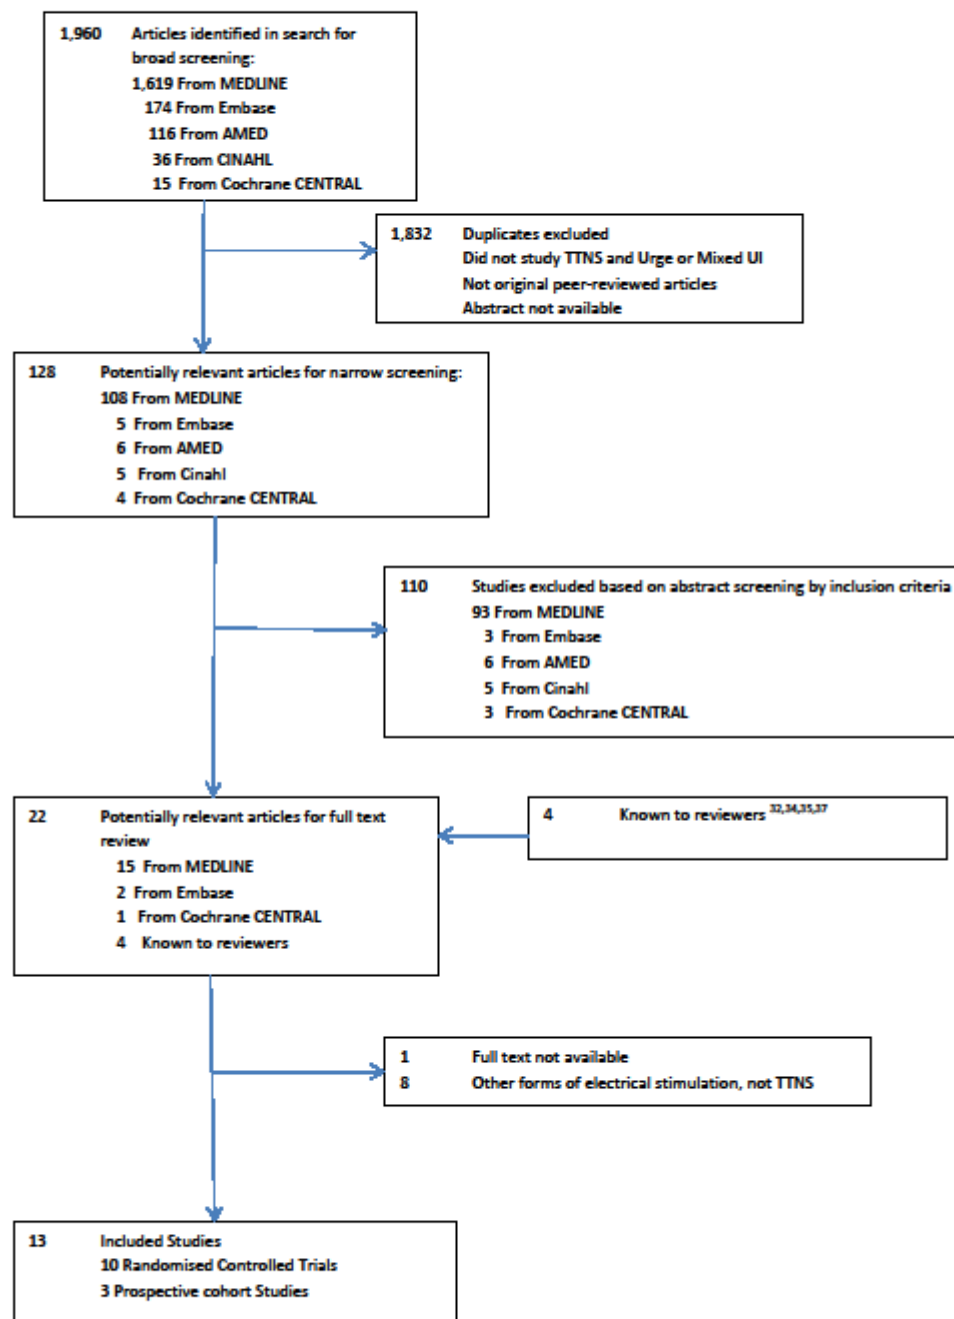 1,960 Articles identified in search for
broad screening:
1,619 From MEDLINE
174 From Embase
116 From AMED
36 From CINAHL
15 From Cochrane CENTRAL
1,832 Duplicates excluded
Did not study TTNS and Urge or Mixed UI
Not original peer-reviewed articles
Abstract not available
128 Potentially relevant articles for narrow screening:
108 From MEDLINE
5 From Embase
6 From AMED
5 From Cinahl
4 From Cochrane CENTRAL
110 Studies excluded based on abstract screening by inclusion criteria
93 From MEDLINE
3 From Embase
6 From AMED
5 From Cinahl
3 From Cochrane CENTRAL
22 Potentially relevant articles for full text
review
15 From MEDLINE
2 From Embase
1 From Cochrane CENTRAL
4 Known to reviewers
4 Known to reviewers 32,34,35,37
1 Full text not available
8 Other forms of electrical stimulation, not TTNS
13 Included Studies
10 Randomised Controlled Trials
3 Prospective cohort Studies